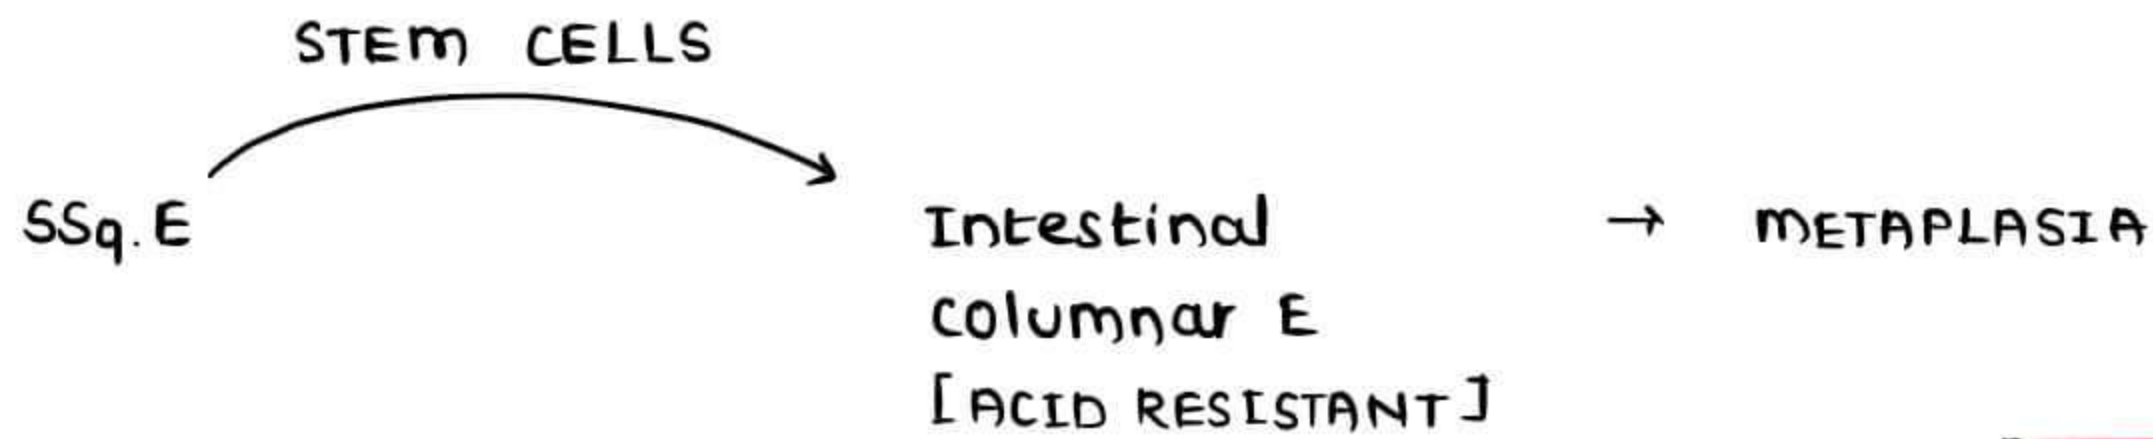 STEM CELLS
SSq. E
Intestinal → METAPLASIA
columnar E
[ACID RESISTANT]